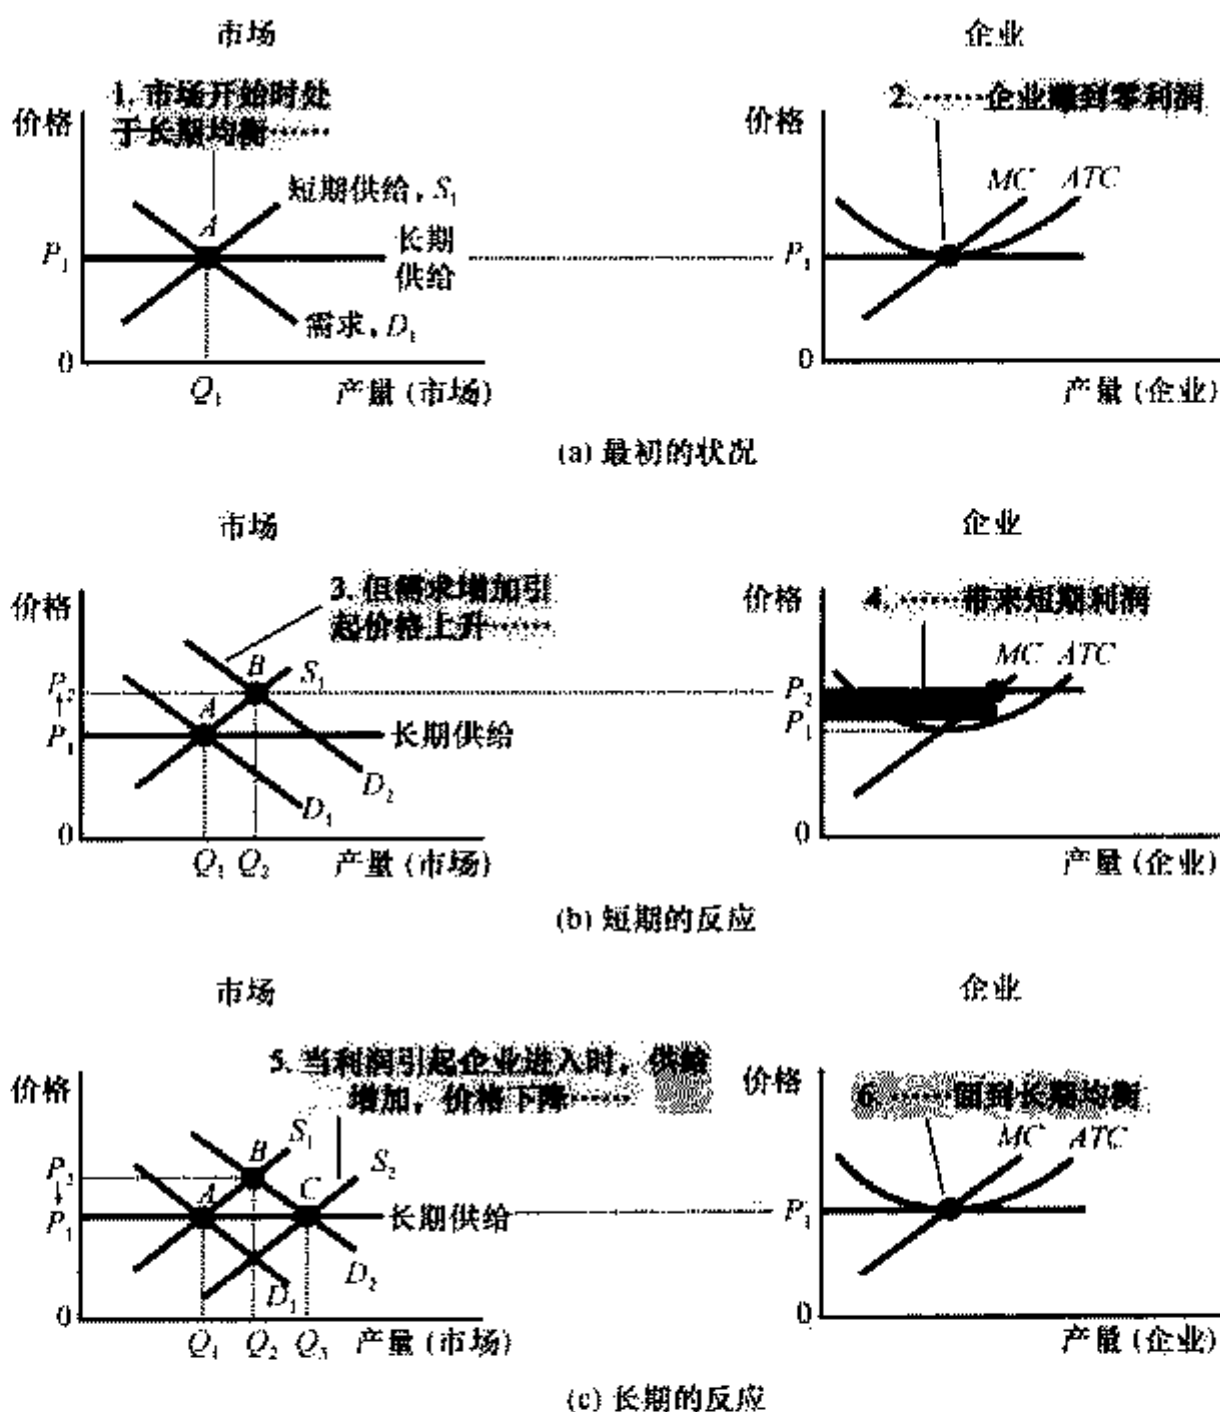 市场
企业
1. 市场开始时处
于长期均衡……
2. ……企业赚到零利润
价格
价格
MC
ATC
短期供给，S₁
A
长期
供给
P₁
P₁
需求，D₁
0
0
Q₁
产量（市场）
产量（企业）
(a) 最初的状况
市场
企业
3. 但需求增加引
起价格上升……
4. ……带来短期利润
价格
价格
MC
ATC
B
S₁
P₂
P₂
A
P₁
长期供给
P₁
D₂
D₁
0
0
Q₁
Q₂
产量（市场）
产量（企业）
(b) 短期的反应
市场
企业
5. 当利润引起企业进入时，供给
增加，价格下降……
6. ……回到长期均衡
价格
价格
MC
ATC
S₁
B
S₂
P₂
A
C
P₁
长期供给
P₁
D₂
D₁
0
0
Q₁
Q₂
Q₃
产量（市场）
产量（企业）
(c) 长期的反应